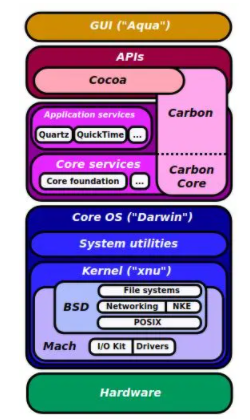 GUI ("Aqua")
APIs
Cocoa
Carbon
Application services
Quartz QuickTime ...
Core services
Core foundation ...
Carbon
Core
Core OS ("Darwin")
System utilities
Kernel ("xnu")
File systems
BSD
Networking NKE
POSIX
Mach
I/O Kit Drivers
Hardware